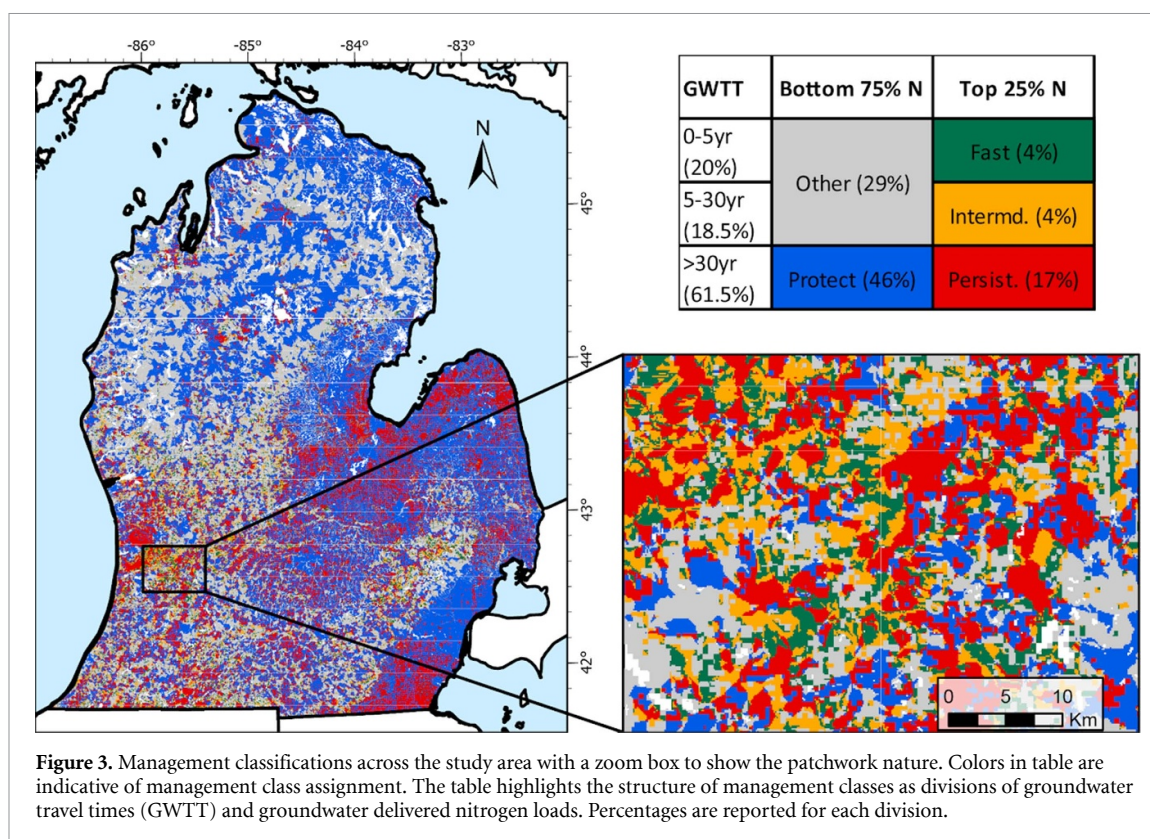 -86° -85° -84° -83°
N
45°
44°
43°
42°
GWTT Bottom 75% N Top 25% N
0-5yr
(20%)
Other (29%)
Fast (4%)
5-30yr
(18.5%)
Intermd. (4%)
>30yr
(61.5%)
Protect (46%)
Persist. (17%)
0 5 10
Km
Figure 3. Management classifications across the study area with a zoom box to show the patchwork nature. Colors in table are
indicative of management class assignment. The table highlights the structure of management classes as divisions of groundwater
travel times (GWTT) and groundwater delivered nitrogen loads. Percentages are reported for each division.